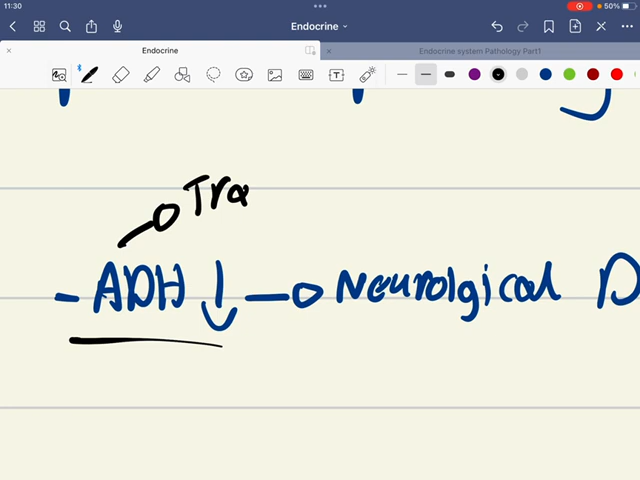 11:30
50%
Endocrine
Endocrine
Endocrine system Pathology Part1
Tra
- ADH ↓ Neurolgical D